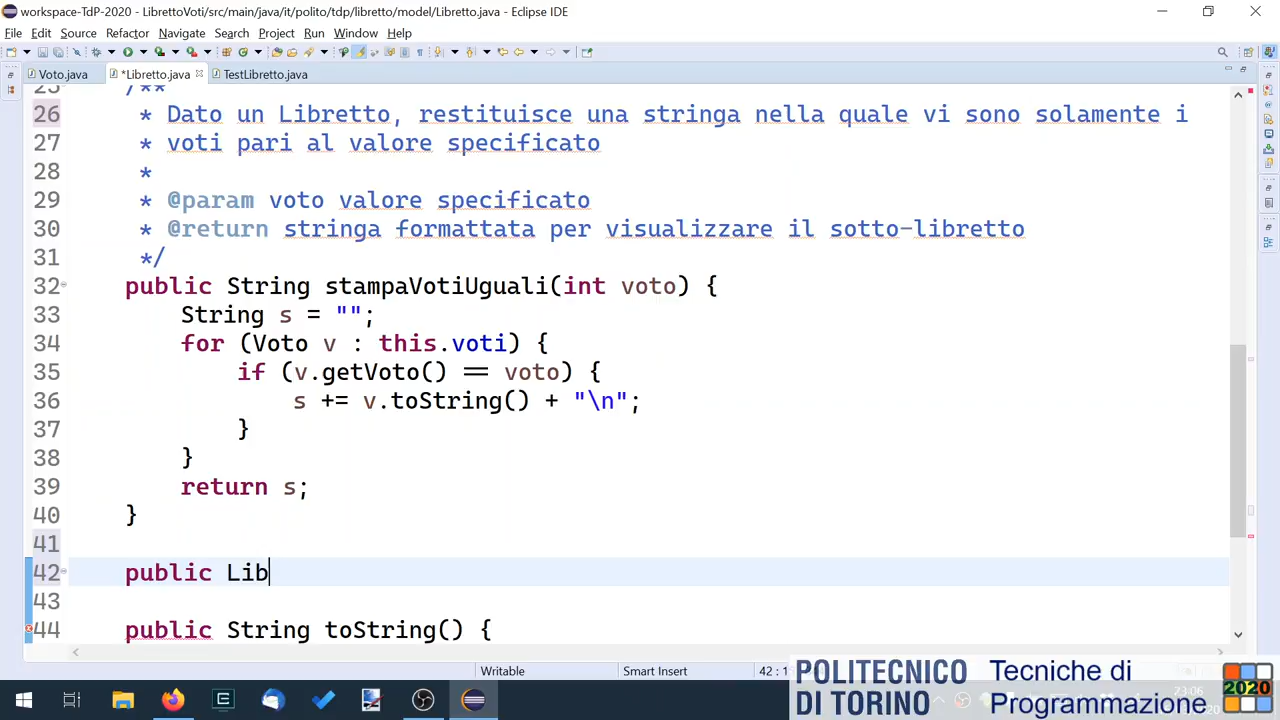 workspace-TdP-2020 - LibrettoVoti/src/main/java/it/polito/tdp/libretto/model/Libretto.java - Eclipse IDE
File Edit Source Refactor Navigate Search Project Run Window Help
Voto.java *Libretto.java TestLibretto.java
25 /**
26 * Dato un Libretto, restituisce una stringa nella quale vi sono solamente i
27 * voti pari al valore specificato
28 *
29 * @param voto valore specificato
30 * @return stringa formattata per visualizzare il sotto-libretto
31 */
32 public String stampaVotiUguali(int voto) {
33 String s = "";
34 for (Voto v : this.voti) {
35 if (v.getVoto() == voto) {
36 s += v.toString() + "\n";
37 }
38 }
39 return s;
40 }
41
42 public Lib
43
44 public String toString() {
Writable Smart Insert 42 : 1
POLITECNICO DI TORINO
Tecniche di Programmazione
2020
23:06